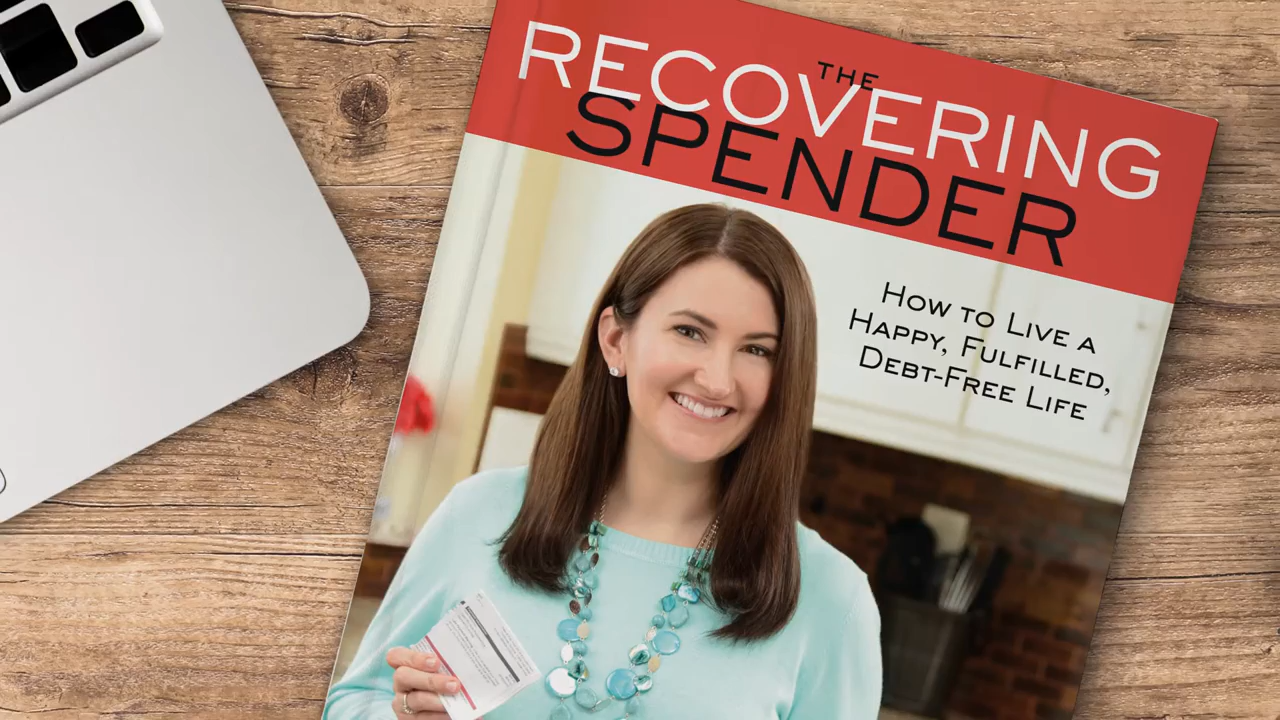 THE
RECOVERING
SPENDER
HOW TO LIVE A
HAPPY, FULFILLED,
DEBT-FREE LIFE